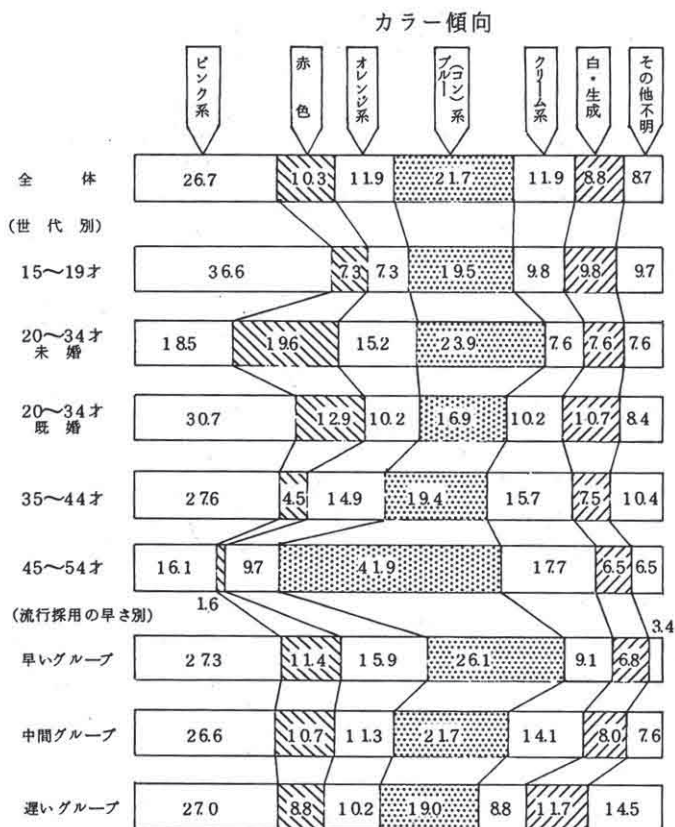 カラー傾向
ピンク系
赤色
オレンジ系
ブルー(コン)系
クリーム系
白・生成
その他不明
全体 26.7 10.3 11.9 21.7 11.9 8.8 8.7
(世代別)
15〜19才 36.6 7.3 7.3 19.5 9.8 9.8 9.7
20〜34才 未婚 18.5 19.6 15.2 23.9 7.6 7.6 7.6
20〜34才 既婚 30.7 12.9 10.2 16.9 10.2 10.7 8.4
35〜44才 27.6 4.5 14.9 19.4 15.7 7.5 10.4
45〜54才 16.1 1.6 9.7 41.9 17.7 6.5 6.5
(流行採用の早さ別)
早いグループ 27.3 11.4 15.9 26.1 9.1 6.8 3.4
中間グループ 26.6 10.7 11.3 21.7 14.1 8.0 7.6
遅いグループ 27.0 8.8 10.2 19.0 8.8 11.7 14.5